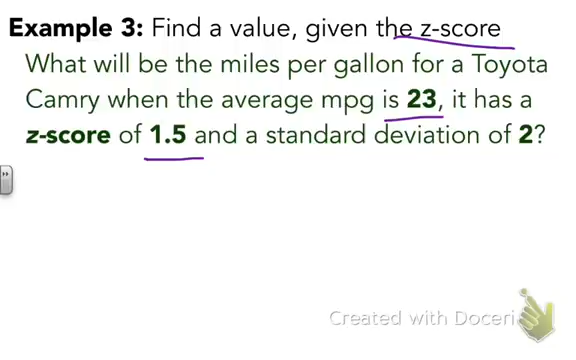 Example 3: Find a value, given the z-score
What will be the miles per gallon for a Toyota
Camry when the average mpg is 23, it has a
z-score of 1.5 and a standard deviation of 2?
Created with Doceri